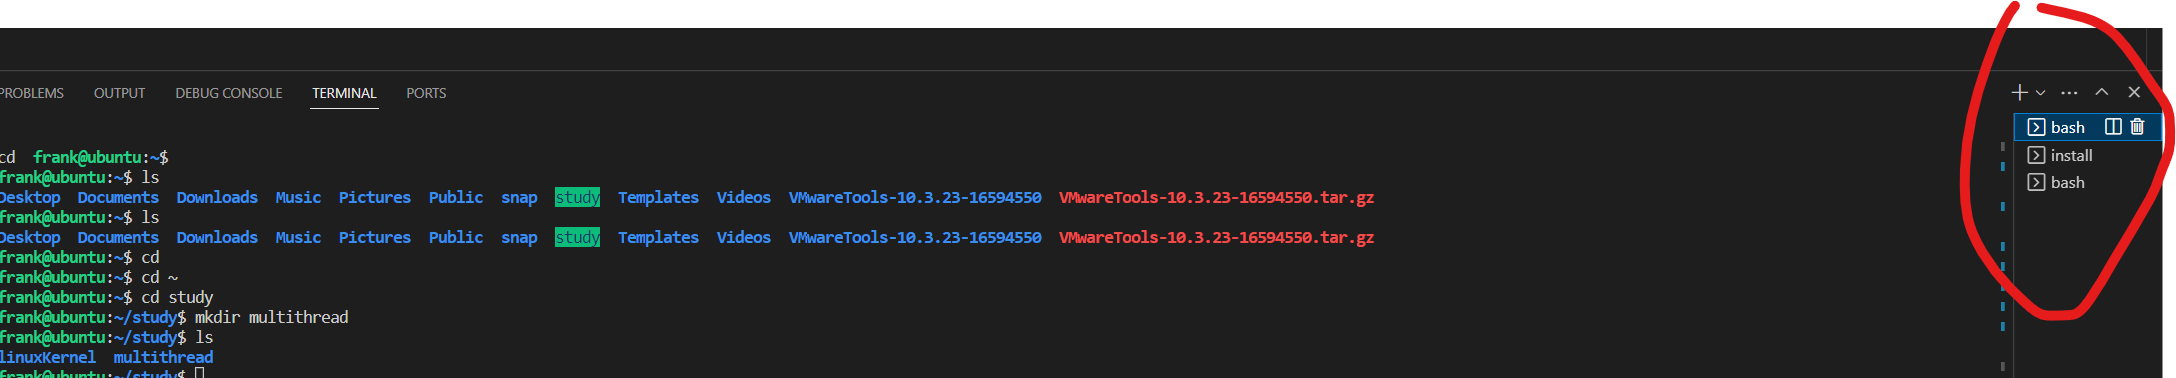 PROBLEMS OUTPUT DEBUG CONSOLE TERMINAL PORTS
cd frank@ubuntu:~$
frank@ubuntu:~$ ls
Desktop Documents Downloads Music Pictures Public snap study Templates Videos VMwareTools-10.3.23-16594550 VMwareTools-10.3.23-16594550.tar.gz
frank@ubuntu:~$ ls
Desktop Documents Downloads Music Pictures Public snap study Templates Videos VMwareTools-10.3.23-16594550 VMwareTools-10.3.23-16594550.tar.gz
frank@ubuntu:~$ cd
frank@ubuntu:~$ cd ~
frank@ubuntu:~$ cd study
frank@ubuntu:~/study$ mkdir multithread
frank@ubuntu:~/study$ ls
linuxKernel multithread
frank@ubuntu:~/study$
bash
install
bash